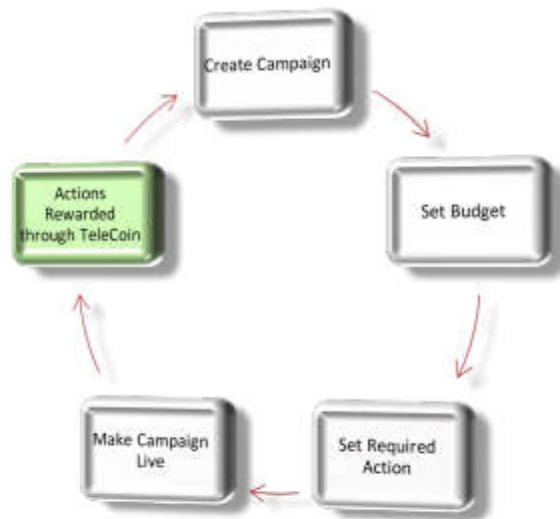 Create Campaign
Set Budget
Set Required
Action
Make Campaign
Live
Actions
Rewarded
through TeleCoin